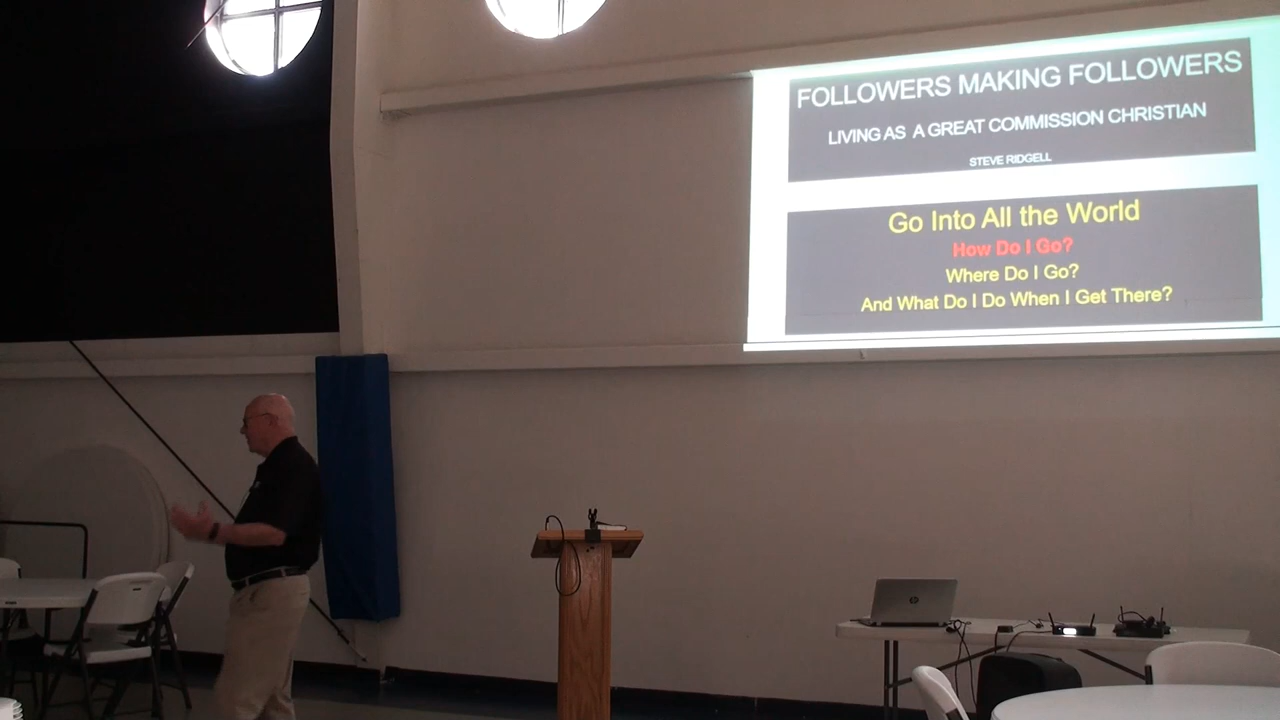 FOLLOWERS MAKING FOLLOWERS
LIVING AS A GREAT COMMISSION CHRISTIAN
STEVE RIDGELL
Go Into All the World
How Do I Go?
Where Do I Go?
And What Do I Do When I Get There?
hp